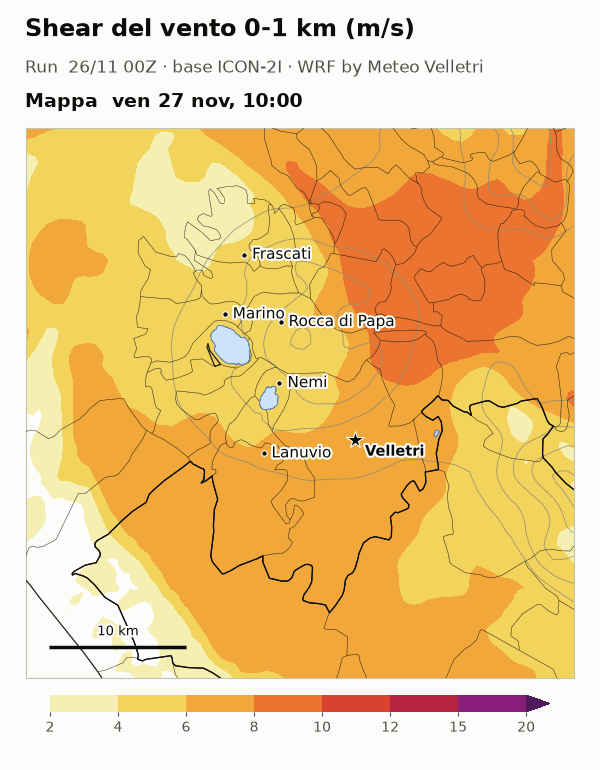 Shear del vento 0-1 km (m/s)
Run  26/11 00Z · base ICON-2I · WRF by Meteo Velletri
Mappa  ven 27 nov, 10:00
Frascati
Marino
Rocca di Papa
Nemi
Velletri
Lanuvio
10 km
2 4 6 8 10 12 15 20